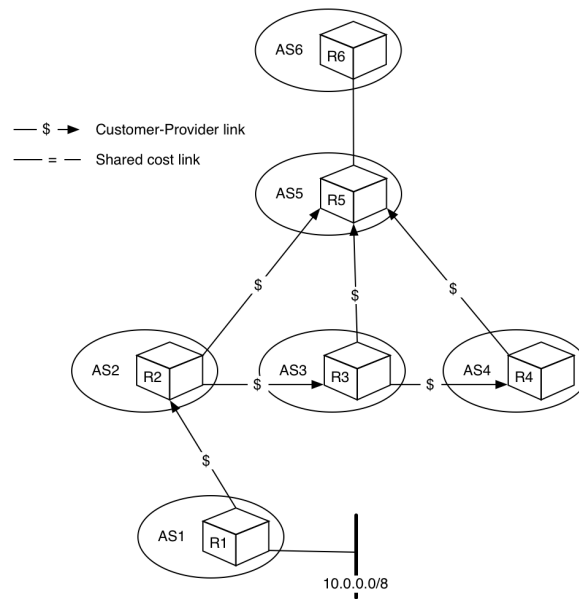 AS6
R6
$ Customer-Provider link
= Shared cost link
AS5
R5
$
$
$
AS2
R2
$
AS3
R3
$
AS4
R4
$
AS1
R1
10.0.0.0/8